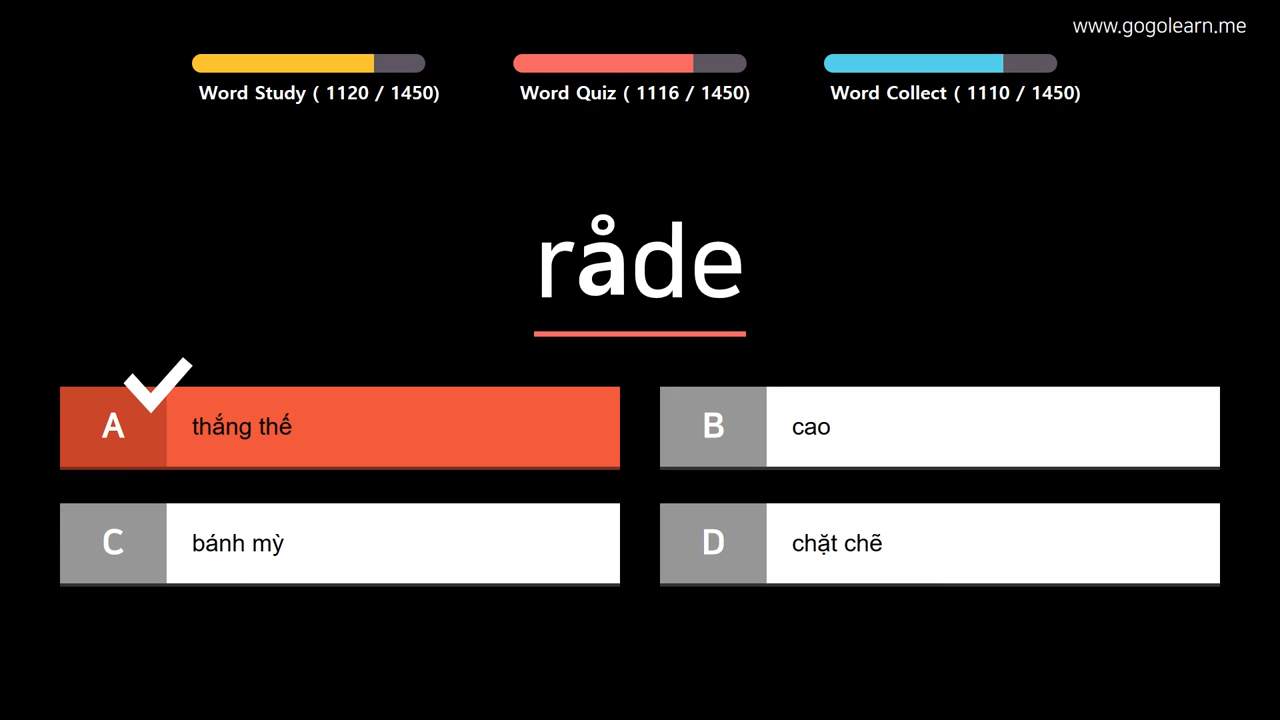 www.gogolearn.me
Word Study ( 1120 / 1450)
Word Quiz ( 1116 / 1450)
Word Collect ( 1110 / 1450)
råde
A
thắng thế
B
cao
C
bánh mỳ
D
chặt chẽ